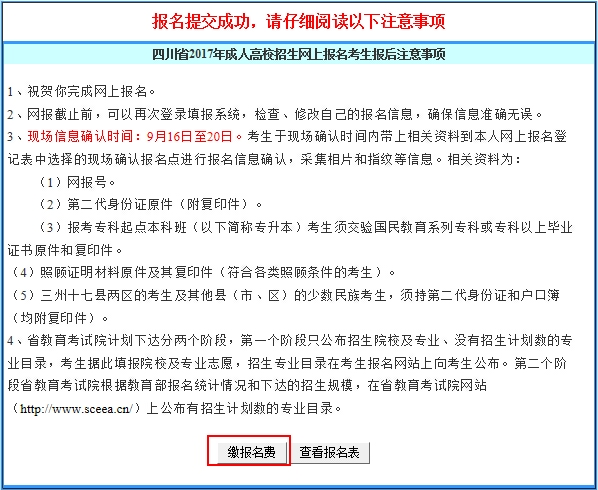 报名提交成功，请仔细阅读以下注意事项
四川省2017年成人高校招生网上报名考生报后注意事项
1、祝贺你完成网上报名。
2、网报截止前，可以再次登录填报系统，检查、修改自己的报名信息，确保信息准确无误。
3、现场信息确认时间：9月16日至20日。考生于现场确认时间内带上相关资料到本人网上报名登
记表中选择的现场确认报名点进行报名信息确认，采集相片和指纹等信息。相关资料为：
（1）网报号。
（2）第二代身份证原件（附复印件）。
（3）报考专科起点本科班（以下简称专升本）考生须交验国民教育系列专科或专科以上毕业
证书原件和复印件。
（4）照顾证明材料原件及其复印件（符合各类照顾条件的考生）。
（5）三州十七县两区的考生及其他县（市、区）的少数民族考生，须持第二代身份证和户口簿
（均附复印件）。
4、省教育考试院计划下达分两个阶段，第一个阶段只公布招生院校及专业、没有招生计划数的专
业目录，考生据此填报院校及专业志愿，招生专业目录在考生报名网站上向考生公布。第二个阶
段省教育考试院根据教育部报名统计情况和下达的招生规模，在省教育考试院网站
（http://www.sceea.cn/）上公布有招生计划数的专业目录。
缴报名费 查看报名表